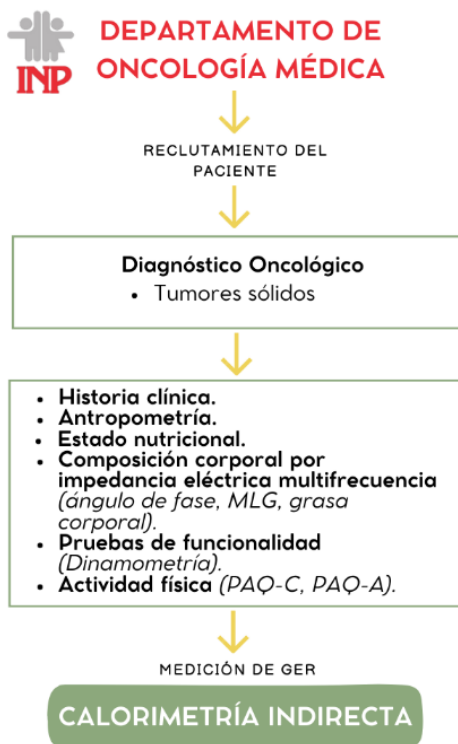 INP
DEPARTAMENTO DE
ONCOLOGÍA MÉDICA
RECLUTAMIENTO DEL
PACIENTE
Diagnóstico Oncológico
• Tumores sólidos
• Historia clínica.
• Antropometría.
• Estado nutricional.
• Composición corporal por
impedancia eléctrica multifrecuencia
(ángulo de fase, MLG, grasa
corporal).
• Pruebas de funcionalidad
(Dinamometría).
• Actividad física (PAQ-C, PAQ-A).
MEDICIÓN DE GER
CALORIMETRÍA INDIRECTA